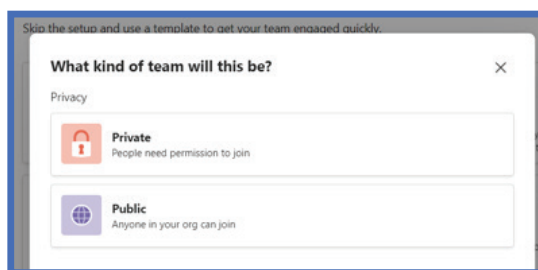 Skip the setup and use a template to get your team engaged quickly.
What kind of team will this be?
Privacy
Private
People need permission to join
Public
Anyone in your org can join